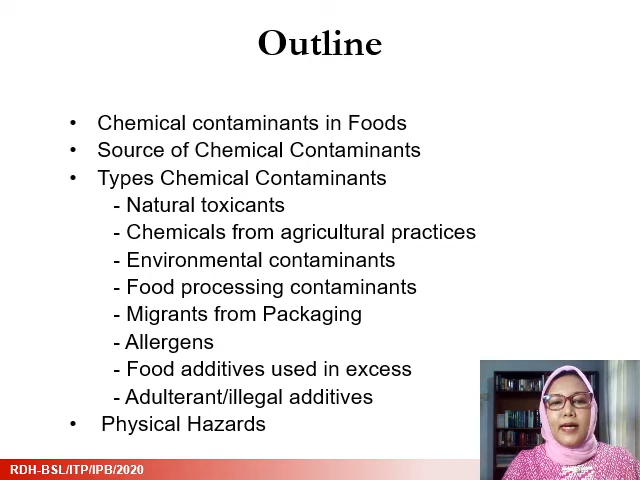 Outline
• Chemical contaminants in Foods
• Source of Chemical Contaminants
• Types Chemical Contaminants
- Natural toxicants
- Chemicals from agricultural practices
- Environmental contaminants
- Food processing contaminants
- Migrants from Packaging
- Allergens
- Food additives used in excess
- Adulterant/illegal additives
• Physical Hazards
RDH-BSL/ITP/IPB/2020